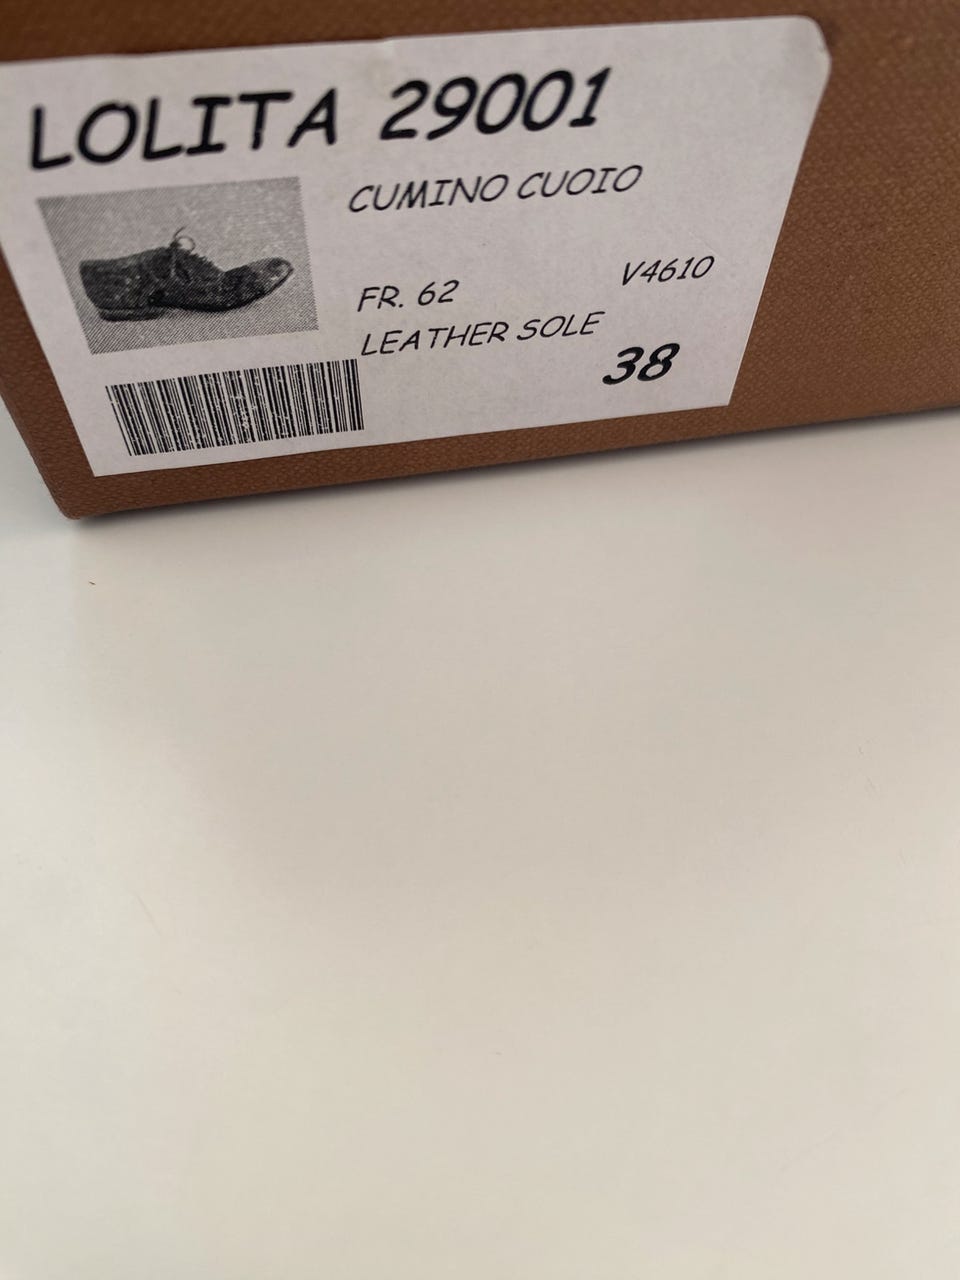 LOLITA 29001
CUMINO CUOIO
FR. 62
V4610
LEATHER SOLE
38